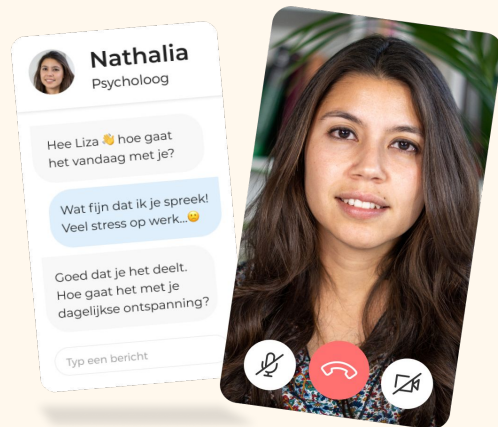 Nathalia
Psycholoog
Hee Liza 👋 hoe gaat
het vandaag met je?
Wat fijn dat ik je spreek!
Veel stress op werk...😕
Goed dat je het deelt.
Hoe gaat het met je
dagelijkse ontspanning?
Typ een bericht